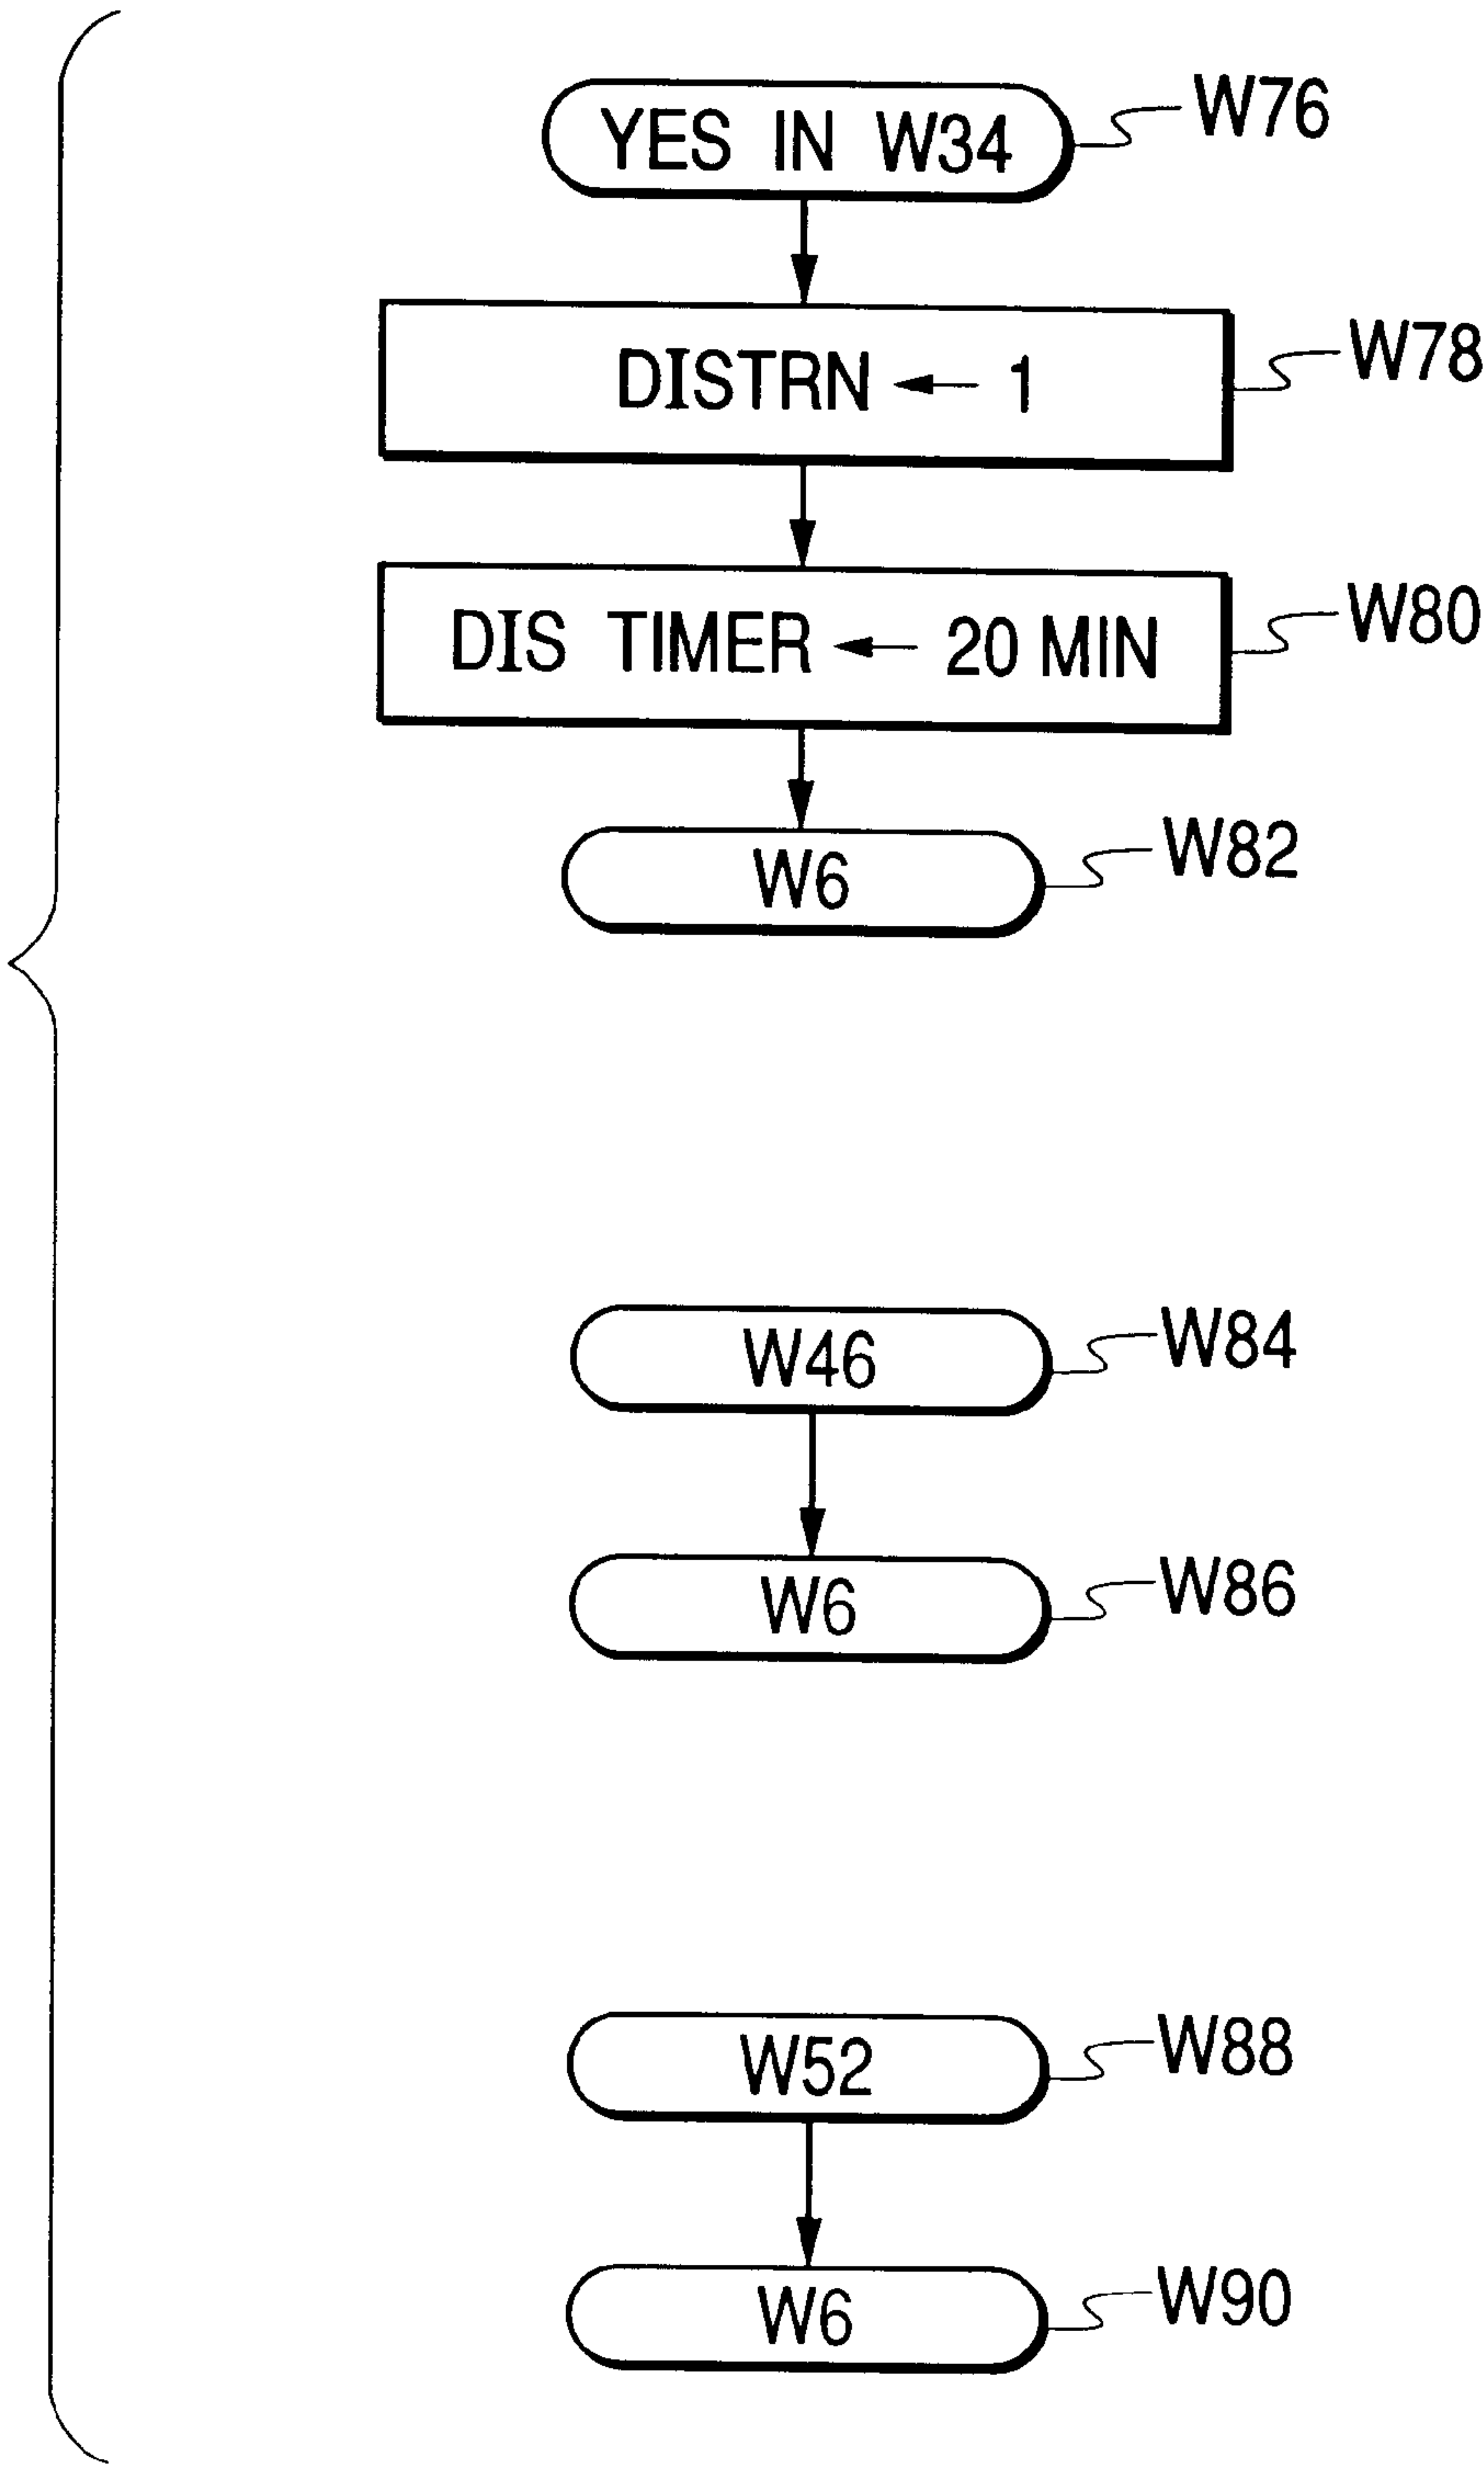 YES IN W34
W76
DISTRN ← 1
W78
DIS TIMER ← 20 MIN
W80
W6
W82
W46
W84
W6
W86
W52
W88
W6
W90